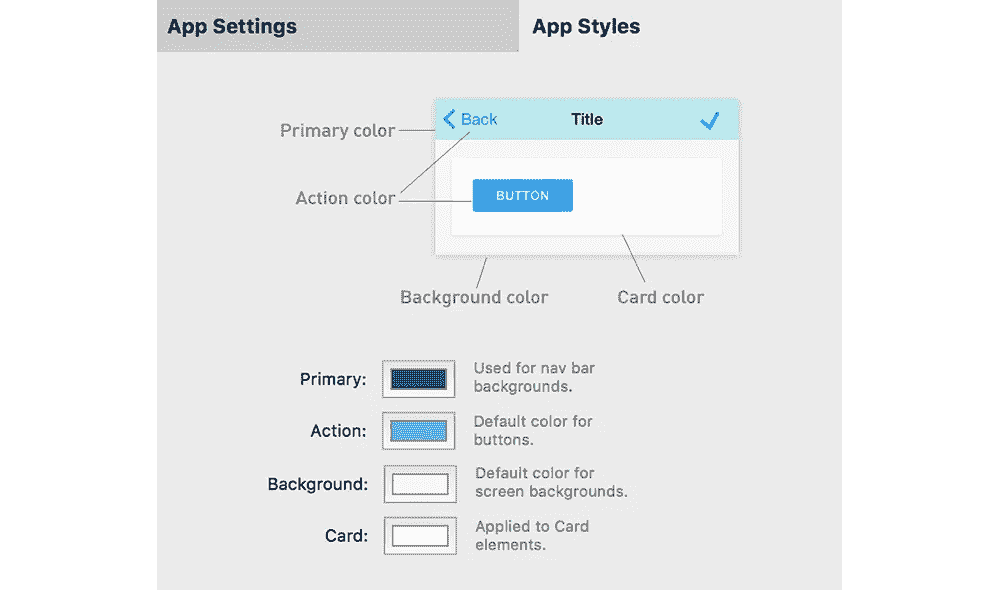 App Settings
App Styles
Back
Title
Primary color
Action color
BUTTON
Background color
Card color
Primary:
Used for nav bar
backgrounds.
Action:
Default color for
buttons.
Background:
Default color for
screen backgrounds.
Card:
Applied to Card
elements.